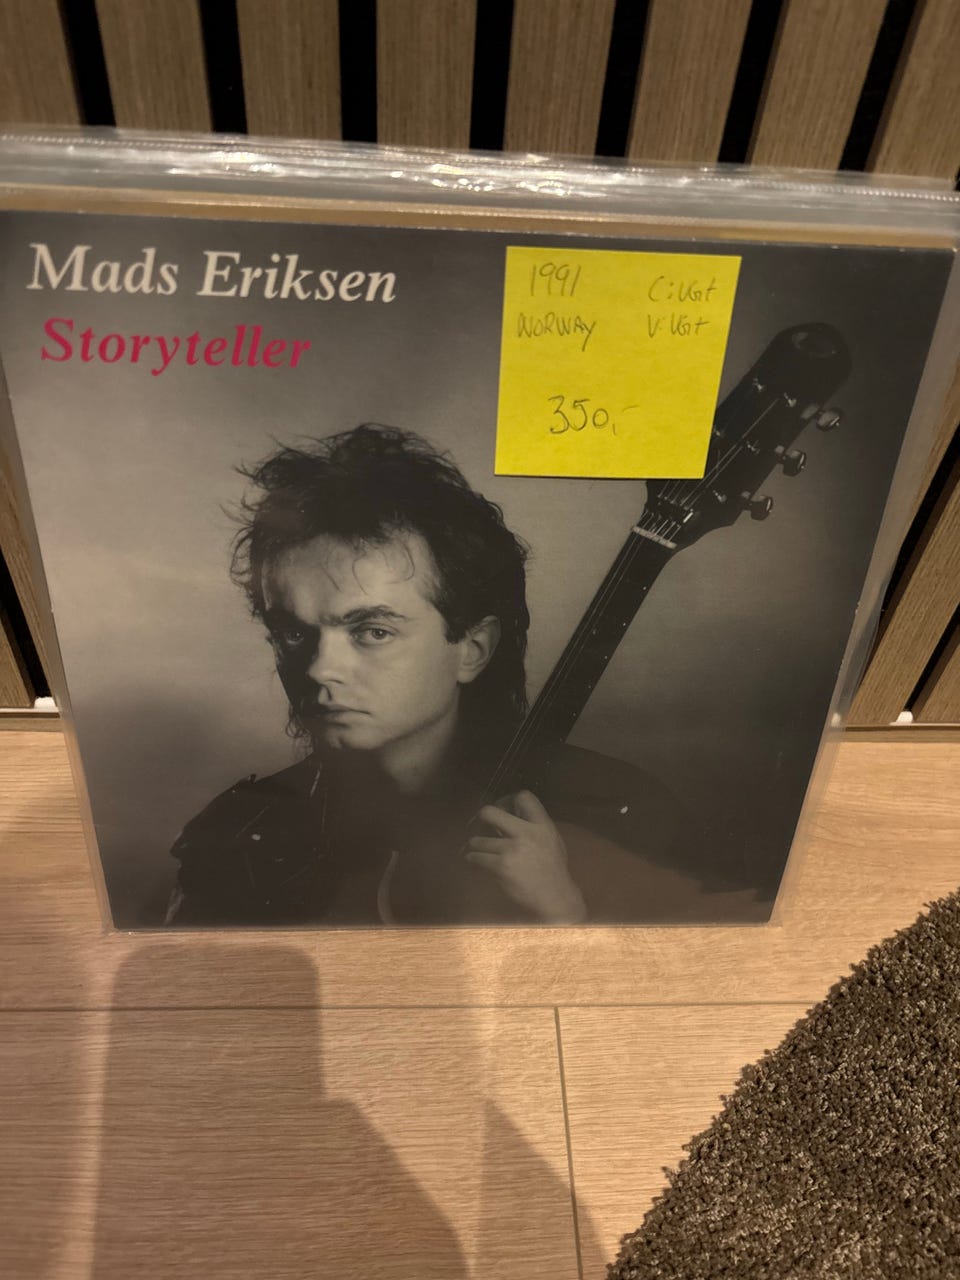 Mads Eriksen
Storyteller
1991 C: VG+
NORWAY V: VG+
350,-